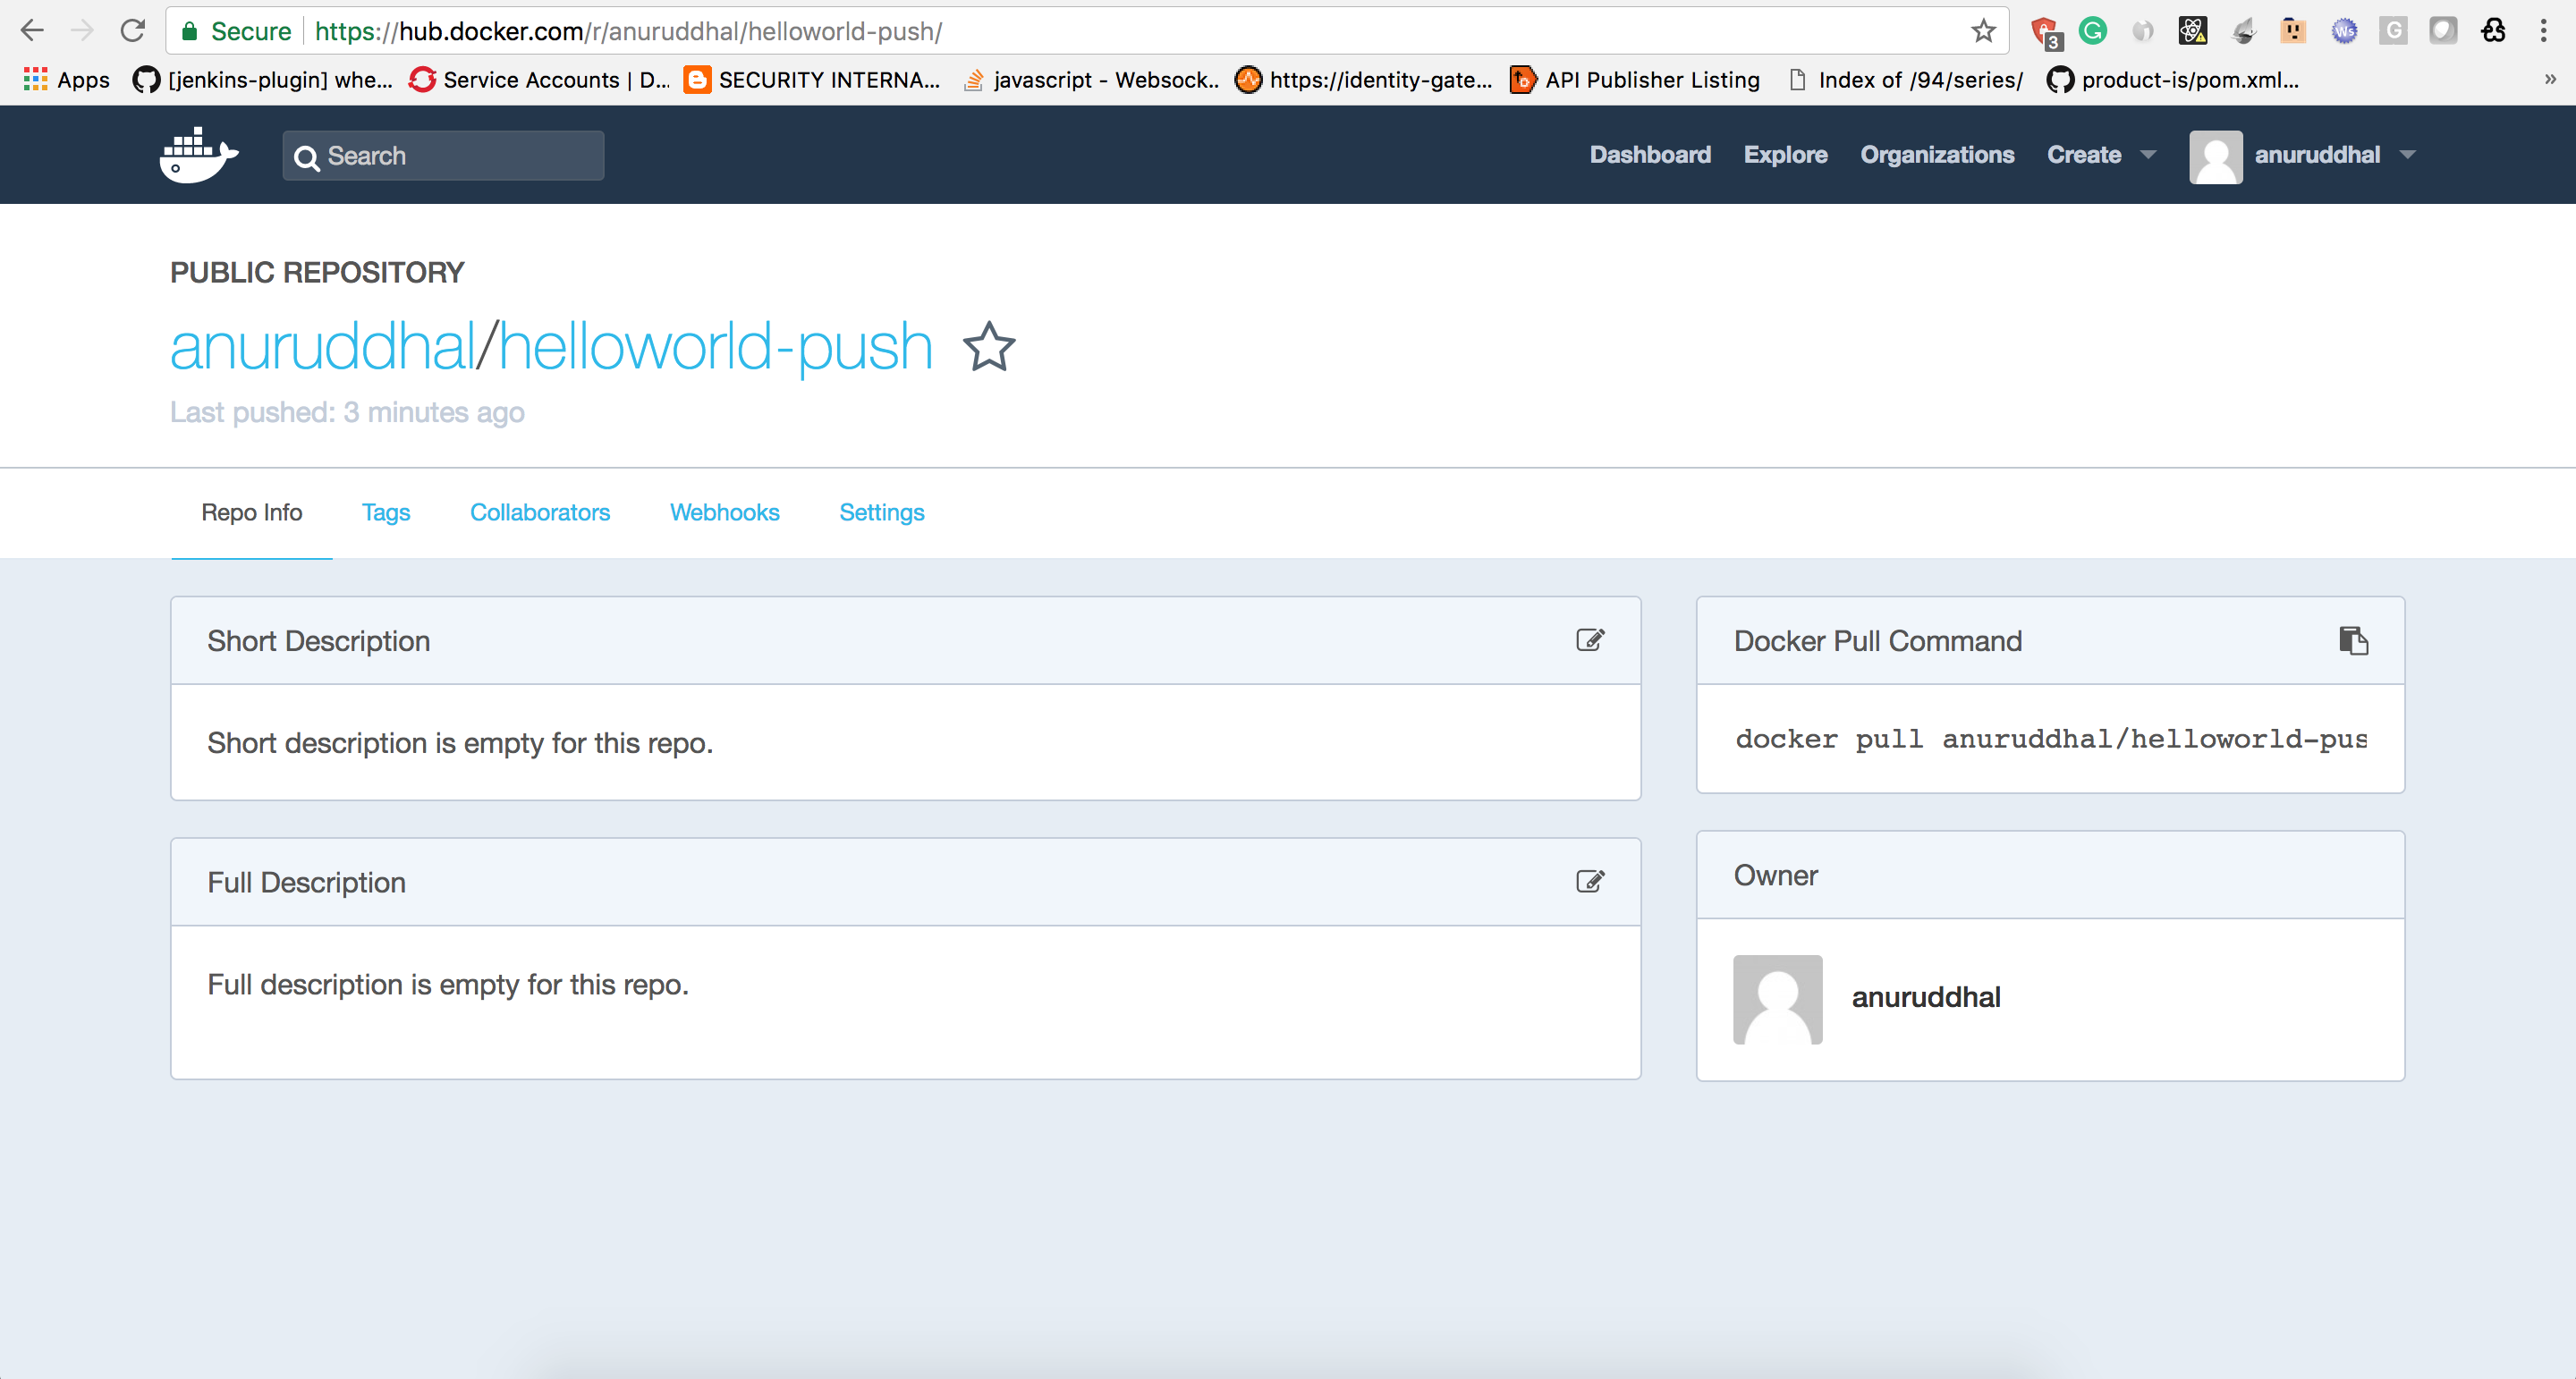 Secure https://hub.docker.com/r/anuruddhal/helloworld-push/
3
Apps [jenkins-plugin] whe... Service Accounts | D... SECURITY INTERNA... javascript - Websock.. https://identity-gate... API Publisher Listing Index of /94/series/ product-is/pom.xml... »
Search Dashboard Explore Organizations Create anuruddhal
PUBLIC REPOSITORY
anuruddhal/helloworld-push
Last pushed: 3 minutes ago
Repo Info Tags Collaborators Webhooks Settings
Short Description
Short description is empty for this repo.
Docker Pull Command
docker pull anuruddhal/helloworld-pus
Full Description
Full description is empty for this repo.
Owner
anuruddhal